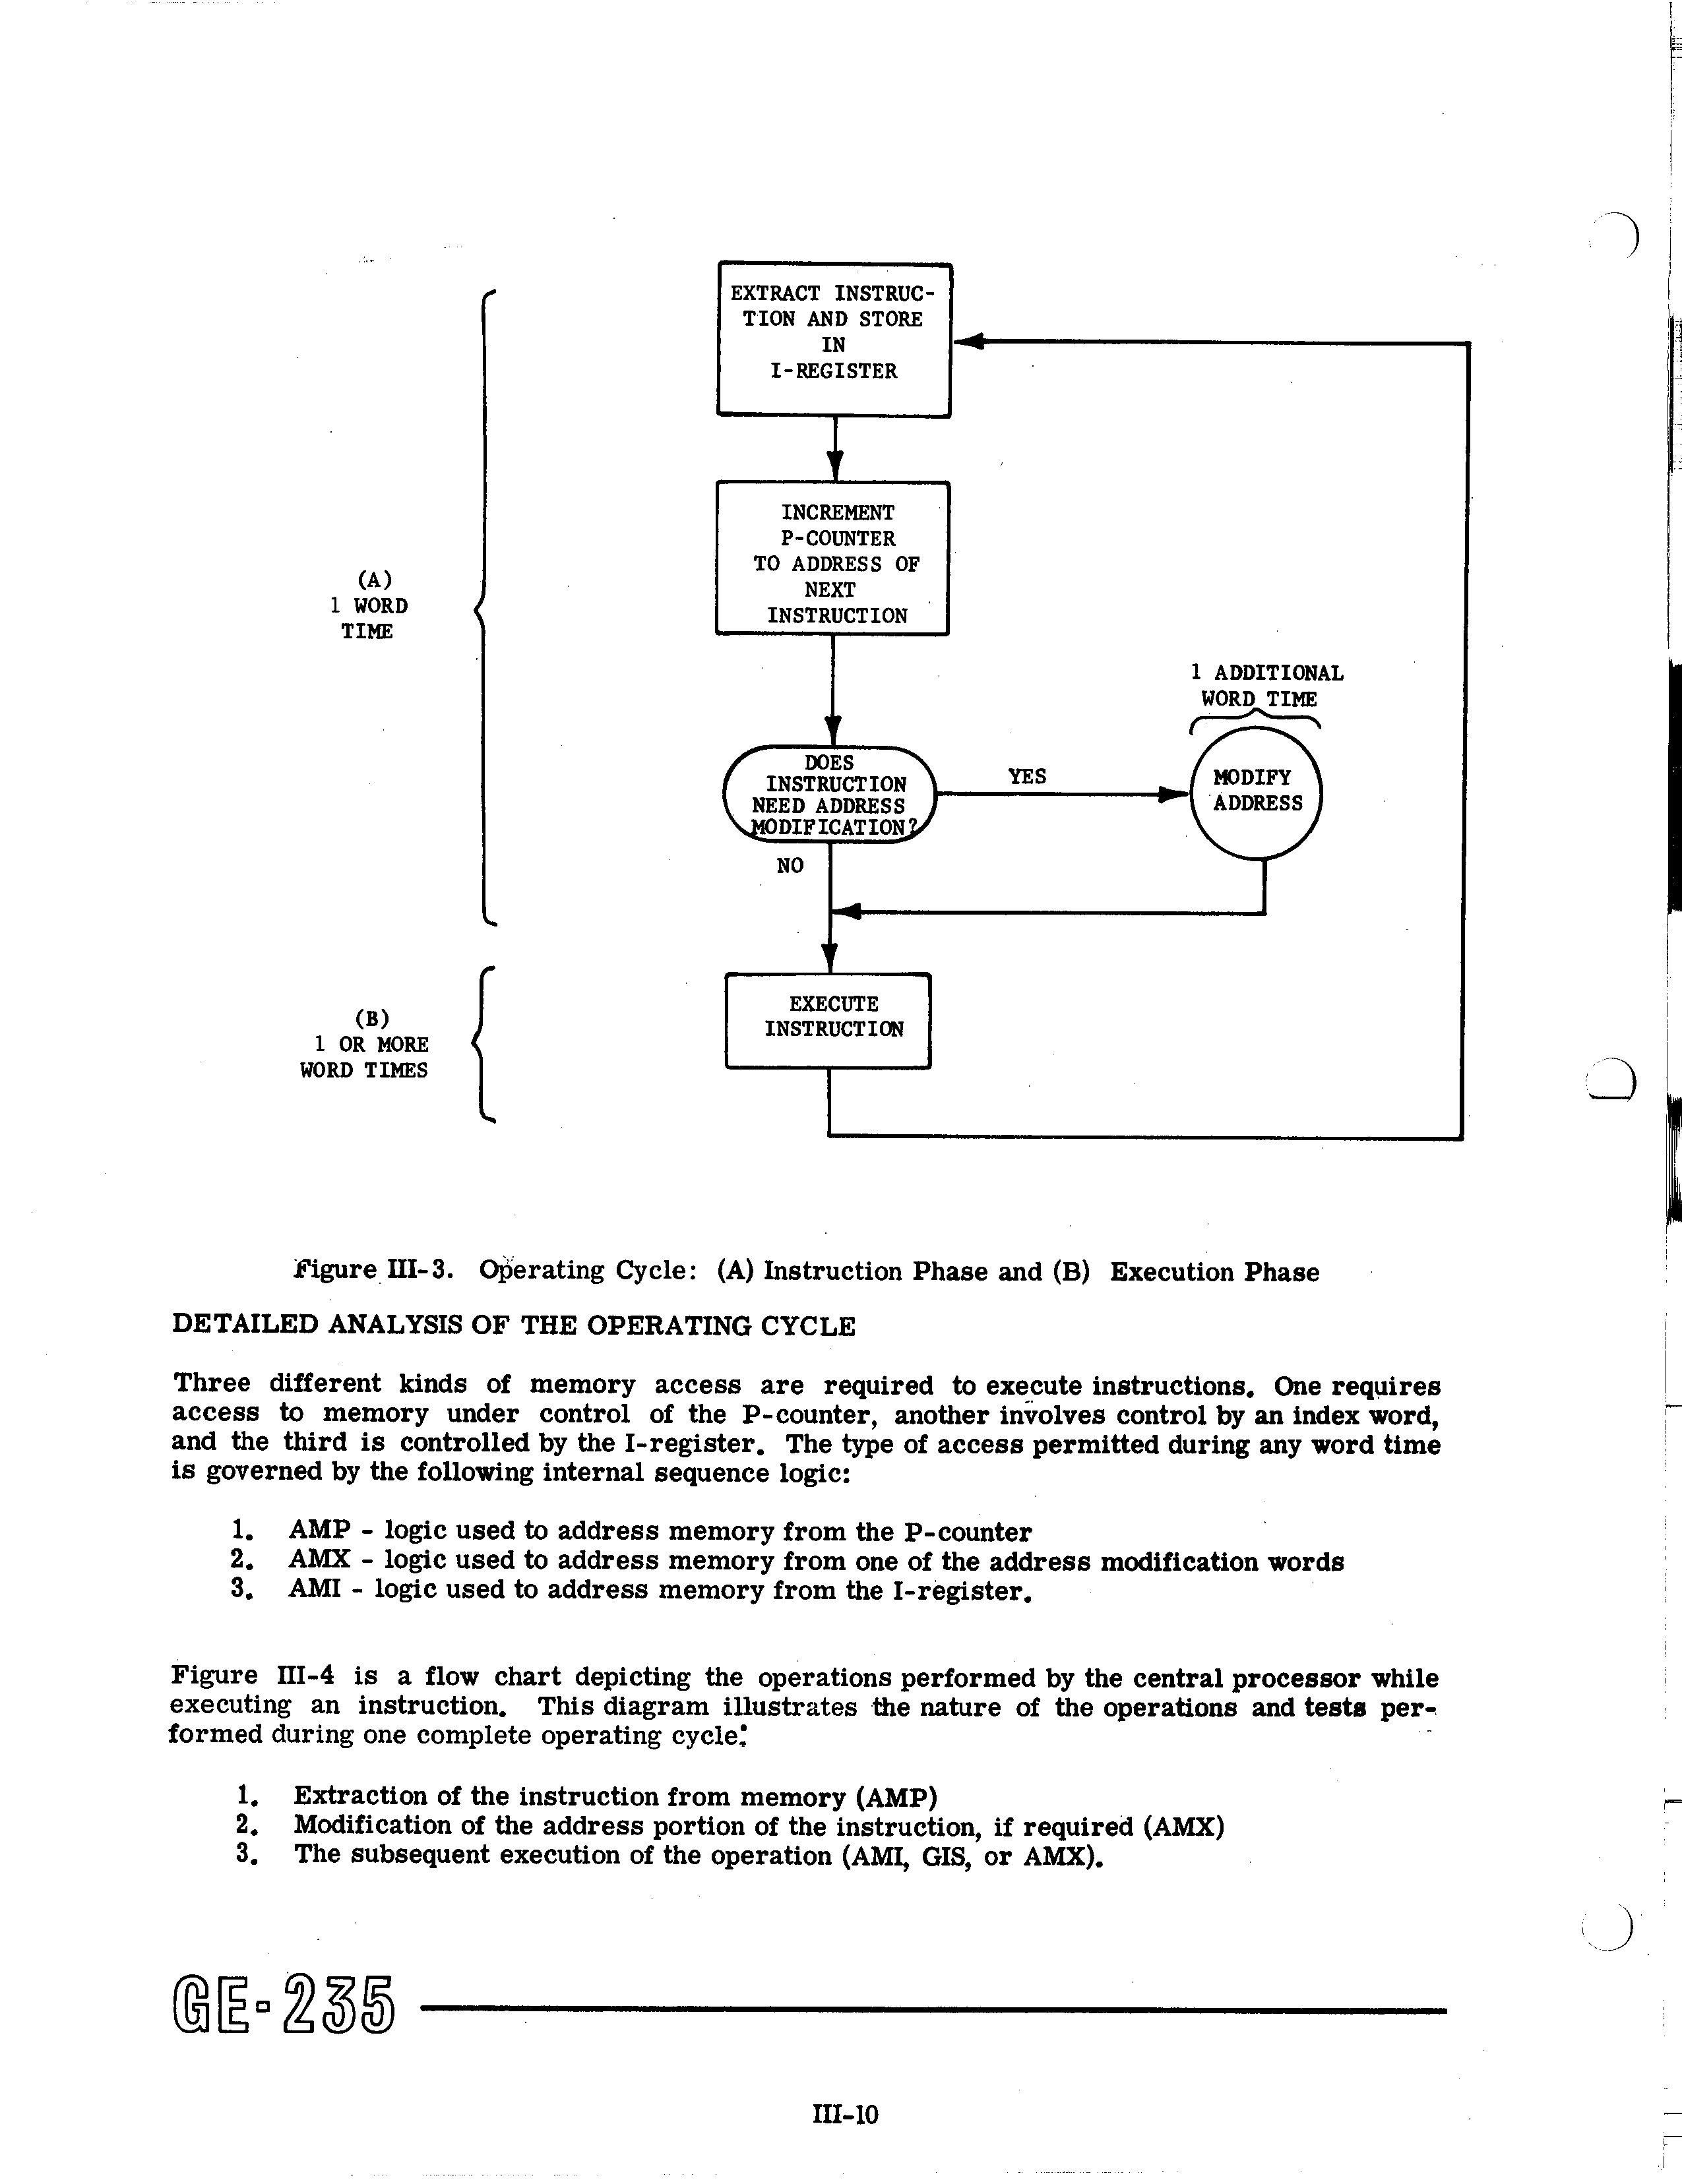 EXTRACT INSTRUC-
TION AND STORE
IN
I-REGISTER
INCREMENT
P-COUNTER
TO ADDRESS OF
NEXT
INSTRUCTION
(A)
1 WORD
TIME
1 ADDITIONAL
WORD TIME
DOES
INSTRUCTION
NEED ADDRESS
MODIFICATION?
YES
MODIFY
ADDRESS
NO
EXECUTE
INSTRUCTION
(B)
1 OR MORE
WORD TIMES
Figure III-3. Operating Cycle: (A) Instruction Phase and (B) Execution Phase
DETAILED ANALYSIS OF THE OPERATING CYCLE
Three different kinds of memory access are required to execute instructions. One requires
access to memory under control of the P-counter, another involves control by an index word,
and the third is controlled by the I-register. The type of access permitted during any word time
is governed by the following internal sequence logic:
1. AMP - logic used to address memory from the P-counter
2. AMX - logic used to address memory from one of the address modification words
3. AMI - logic used to address memory from the I-register.
Figure III-4 is a flow chart depicting the operations performed by the central processor while
executing an instruction. This diagram illustrates the nature of the operations and tests per-
formed during one complete operating cycle:
1. Extraction of the instruction from memory (AMP)
2. Modification of the address portion of the instruction, if required (AMX)
3. The subsequent execution of the operation (AMI, GIS, or AMX).
GE-235
III-10